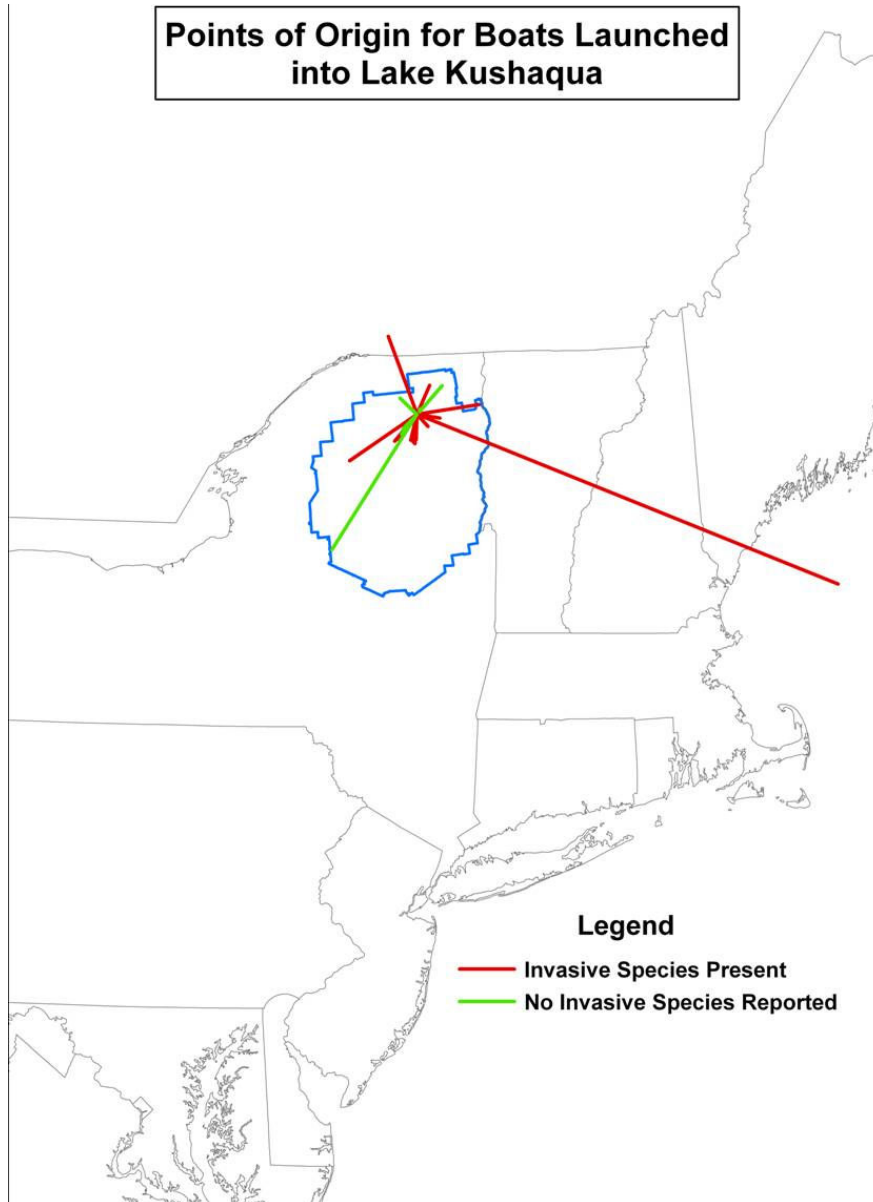 Points of Origin for Boats Launched
into Lake Kushaqua
Legend
Invasive Species Present
No Invasive Species Reported